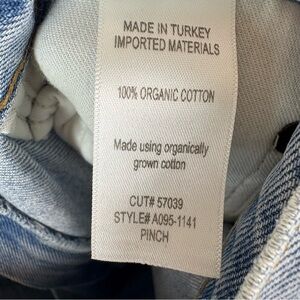 MADE IN TURKEY
IMPORTED MATERIALS
100% ORGANIC COTTON
Made using organically
grown cotton
CUT# 57039
STYLE# A095-1141
PINCH